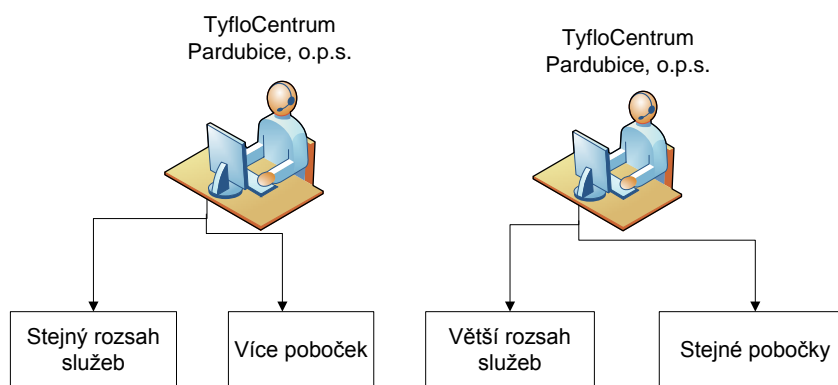 TyfloCentrum
Pardubice, o.p.s.
TyfloCentrum
Pardubice, o.p.s.
Stejný rozsah
služeb
Více poboček
Větší rozsah
služeb
Stejné pobočky